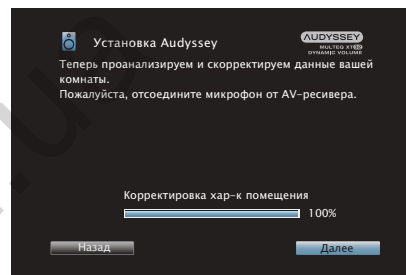 Установка Audyssey
AUDYSSEY
MULTEQ XT32
DYNAMIC VOLUME
Теперь проанализируем и скорректируем данные вашей
комнаты.
Пожалуйста, отсоедините микрофон от AV-ресивера.
Корректировка хар-к помещения
100%
Назад
Далее